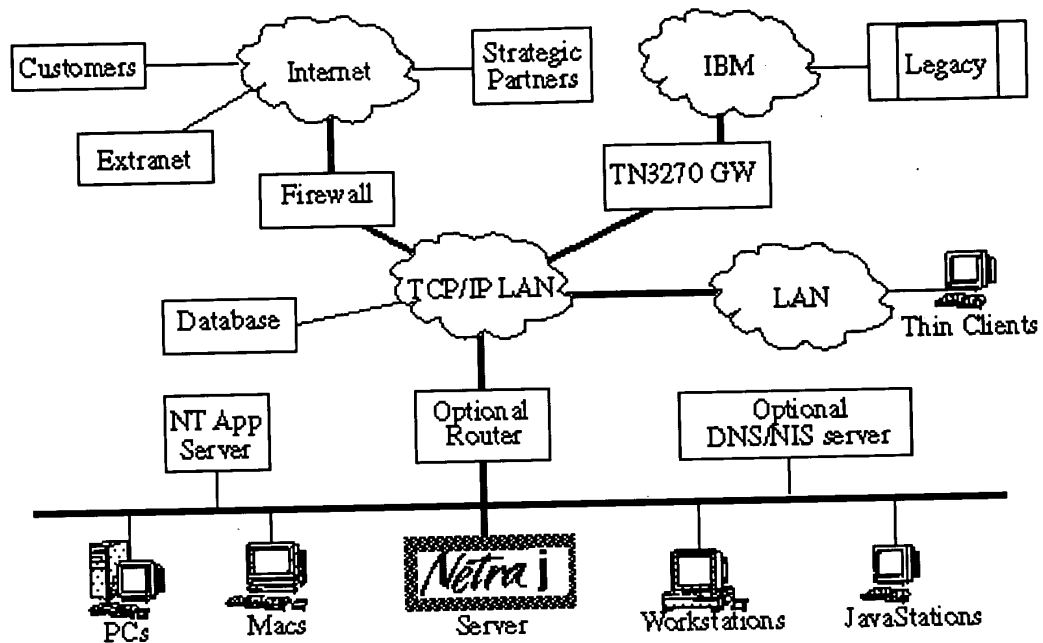 Customers
Internet
Strategic
Partners
IBM
Legacy
Extranet
Firewall
TN3270 GW
TCP/IP LAN
LAN
Database
Thin Clients
NT App
Server
Optional
Router
Optional
DNS/NIS server
Netra j
PCs
Macs
Server
Workstations
JavaStations